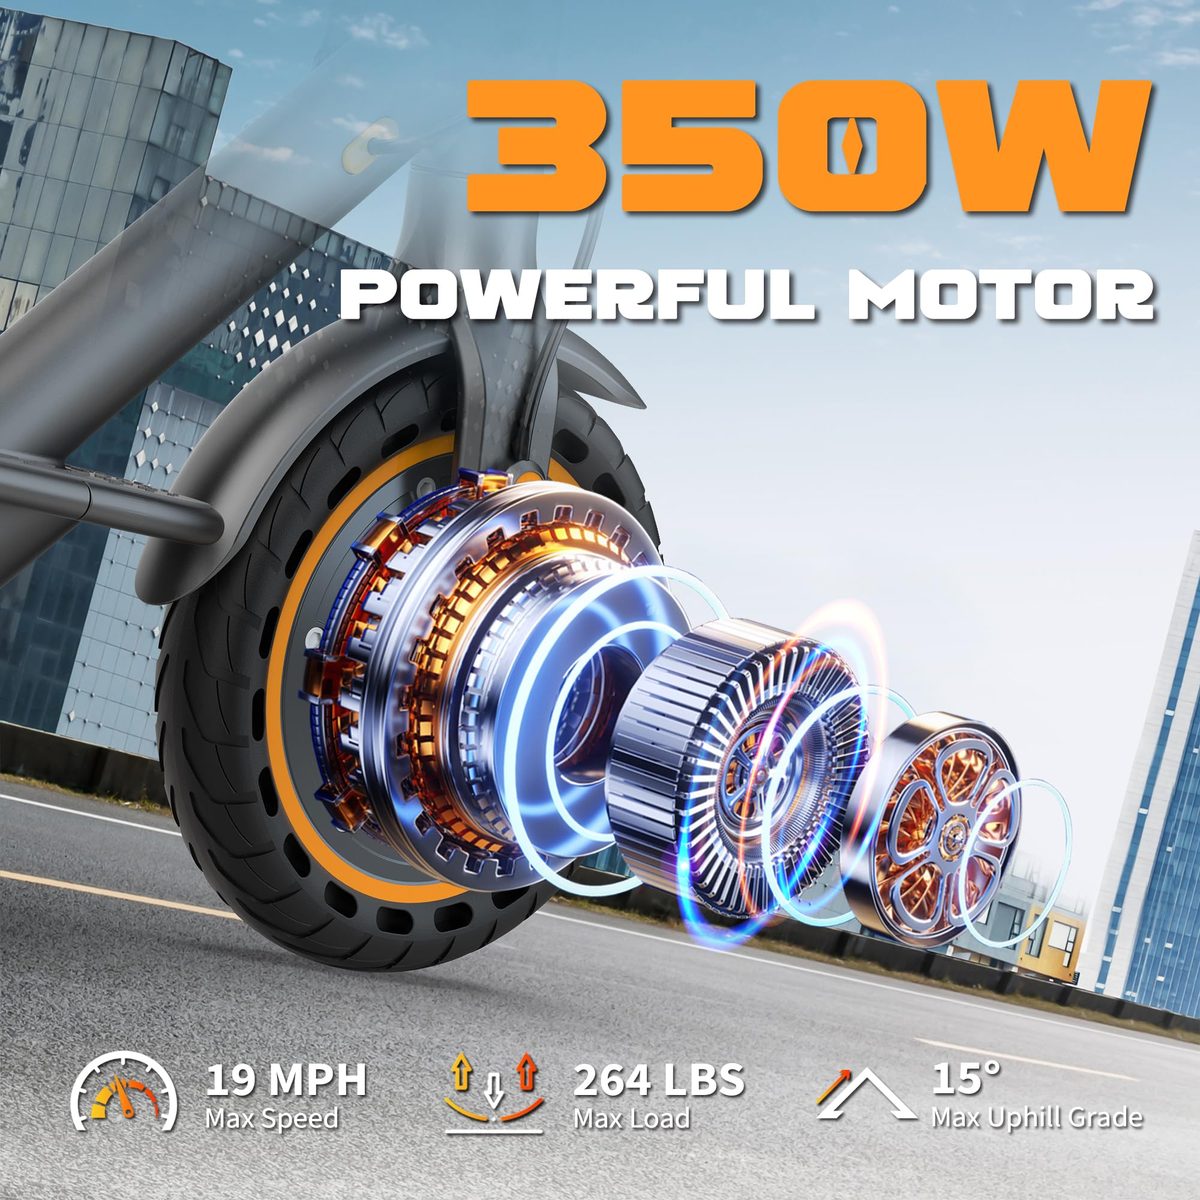 350W
POWERFUL MOTOR
19 MPH
Max Speed
264 LBS
Max Load
15°
Max Uphill Grade